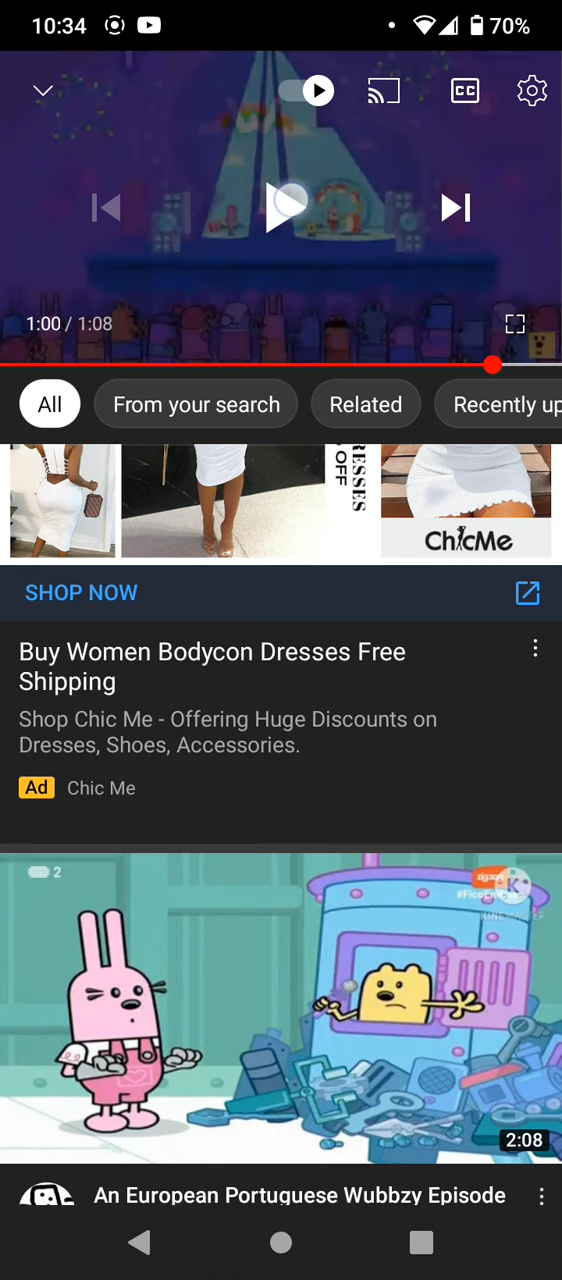 10:34
70%
CC
1:00 / 1:08
All
From your search
Related
Recently up
RESSES
OFF
ChicMe
SHOP NOW
Buy Women Bodycon Dresses Free
Shipping
Shop Chic Me - Offering Huge Discounts on
Dresses, Shoes, Accessories.
Ad Chic Me
2
K
KINEMASTER
2:08
An European Portuguese Wubbzy Episode